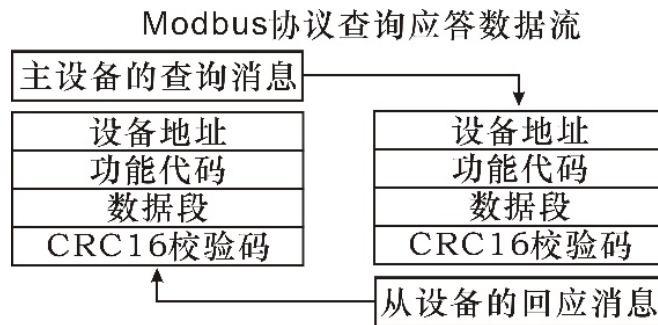 Modbus协议查询应答数据流
主设备的查询消息
设备地址
功能代码
数据段
CRC16校验码
设备地址
功能代码
数据段
CRC16校验码
从设备的回应消息